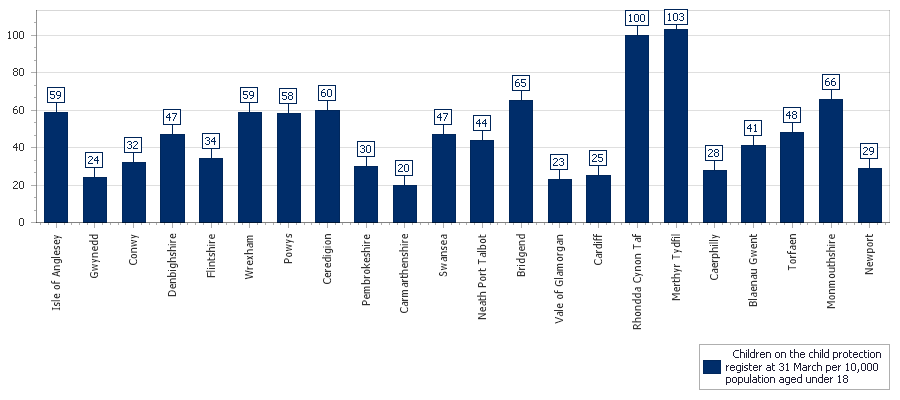 100
80
60
40
20
0
59
24
32
47
34
59
58
60
30
20
47
44
65
23
25
100
103
28
41
48
66
29
Isle of Anglesey
Gwynedd
Conwy
Denbighshire
Flintshire
Wrexham
Powys
Ceredigion
Pembrokeshire
Carmarthenshire
Swansea
Neath Port Talbot
Bridgend
Vale of Glamorgan
Cardiff
Rhondda Cynon Taf
Merthyr Tydfil
Caerphilly
Blaenau Gwent
Torfaen
Monmouthshire
Newport
Children on the child protection
register at 31 March per 10,000
population aged under 18